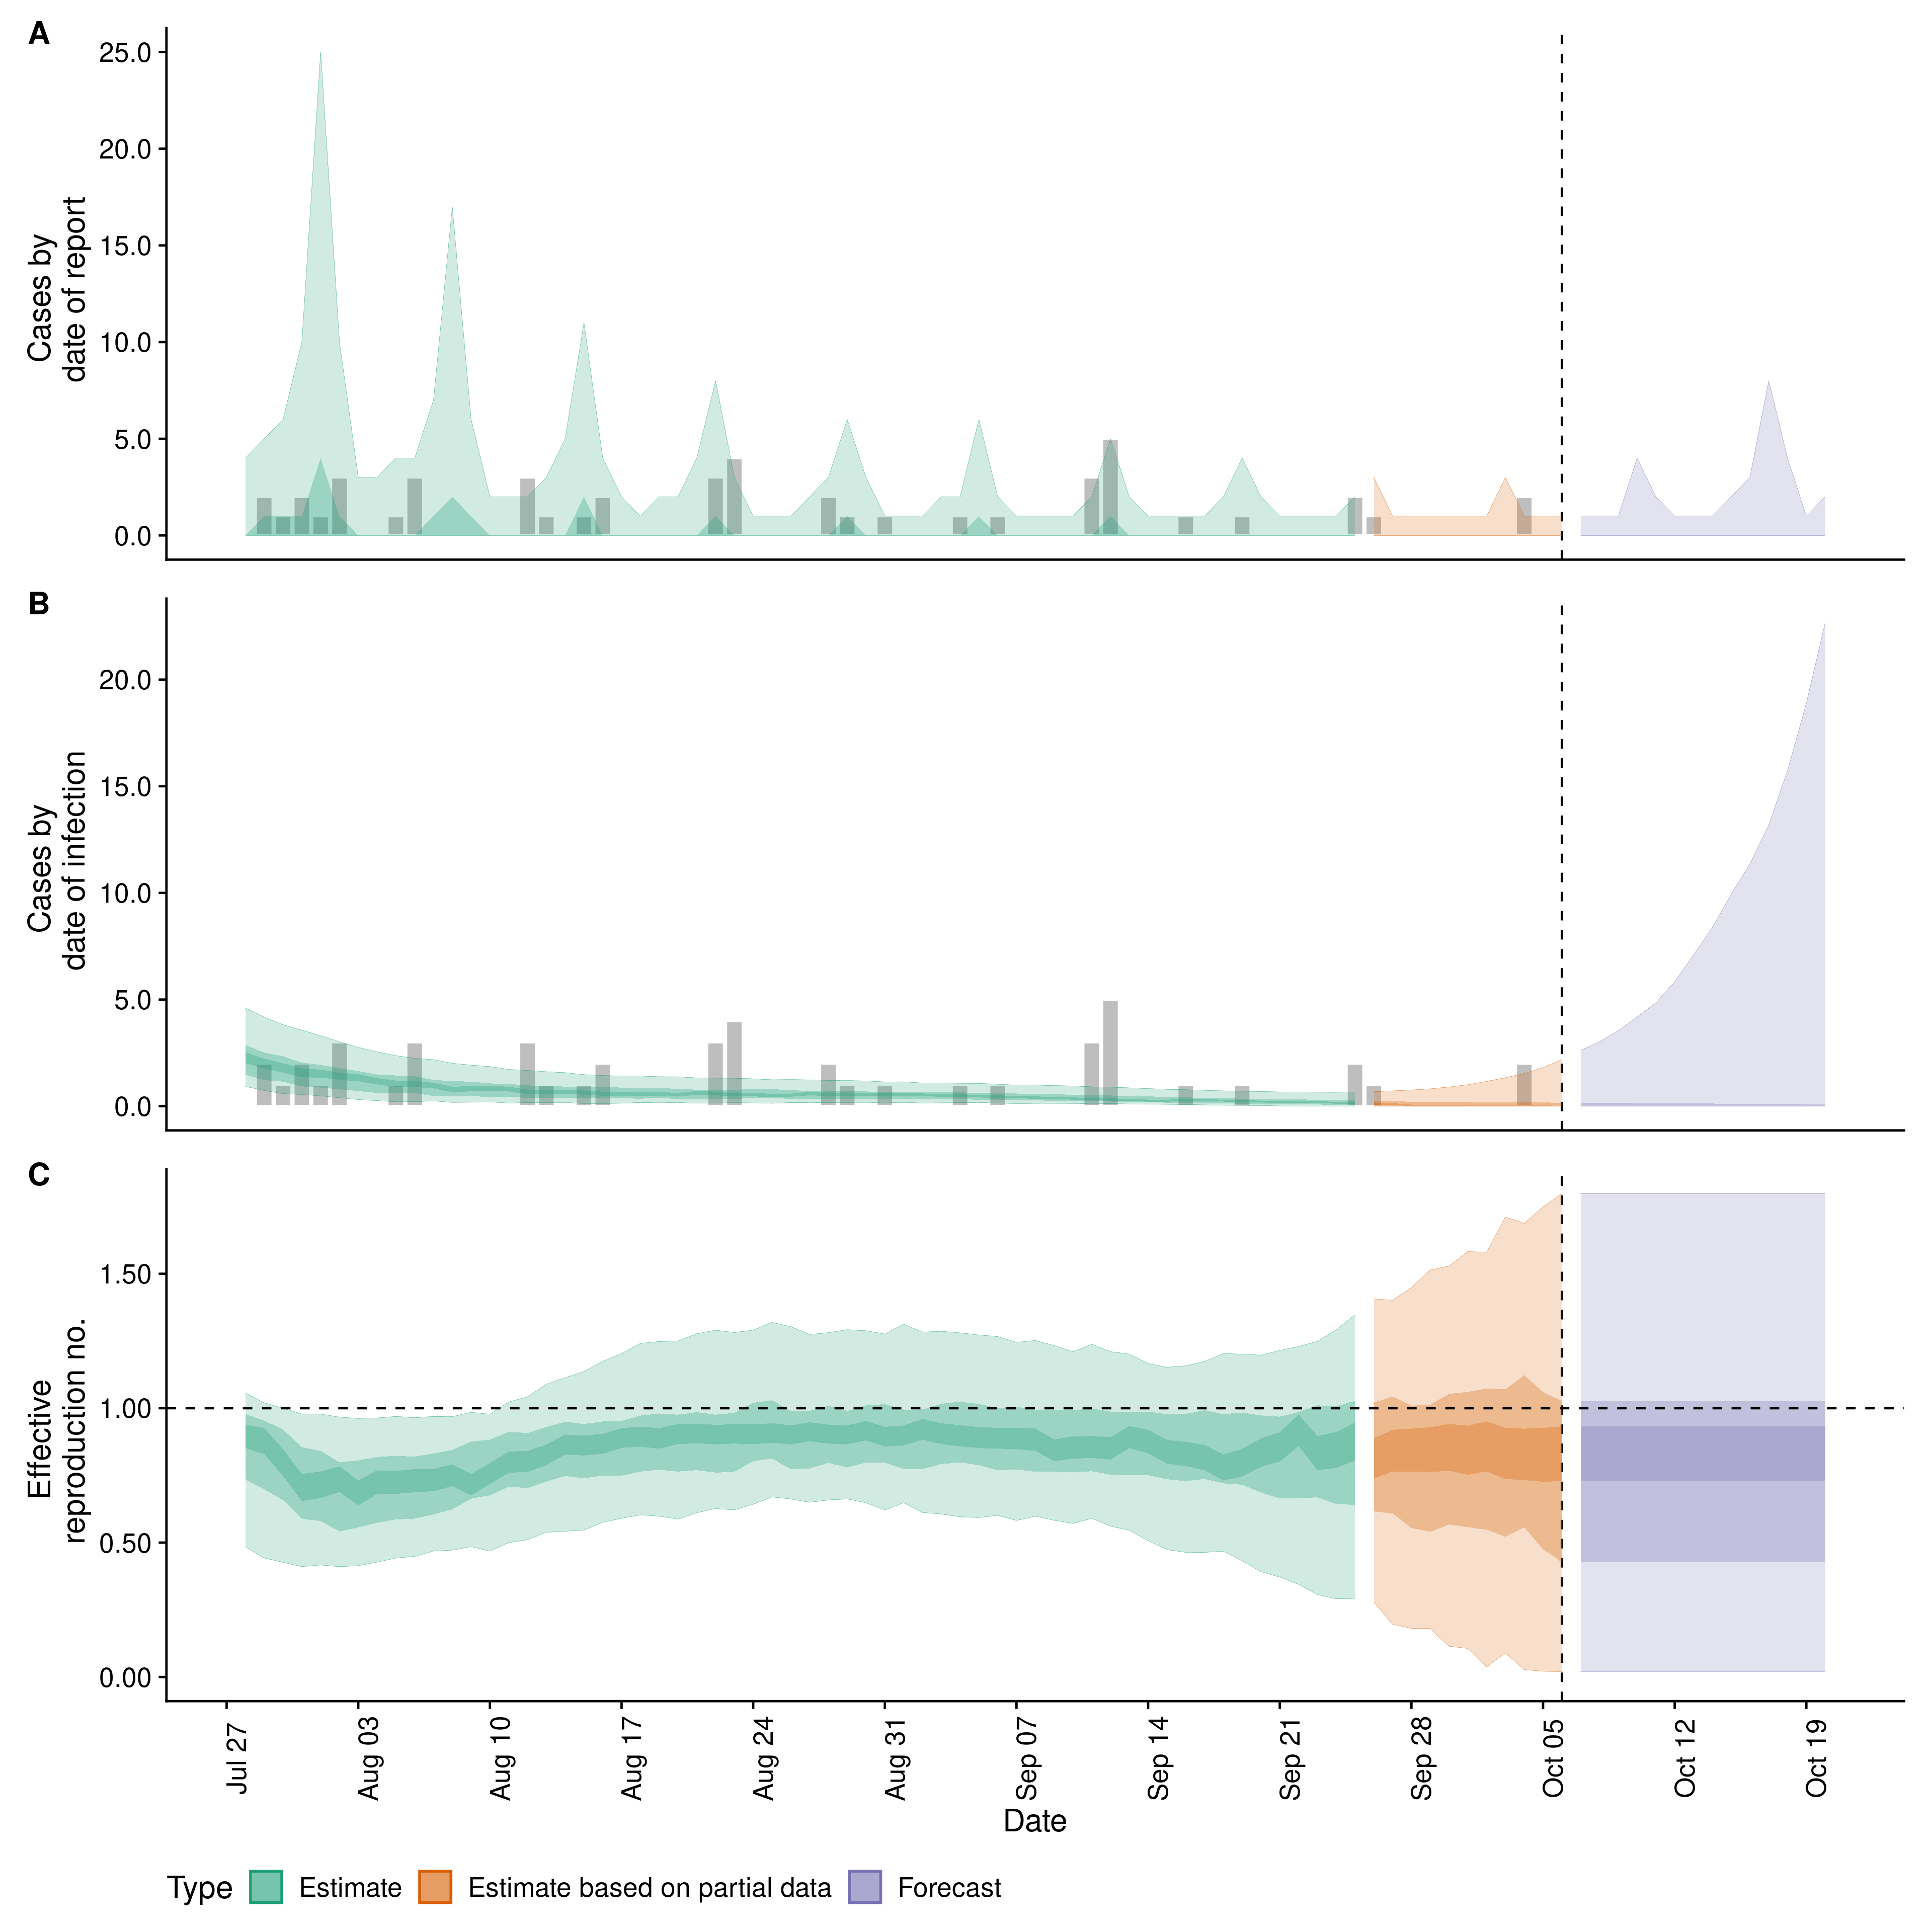 A
25.0
20.0
15.0
10.0
5.0
0.0
Cases by
date of report
B
20.0
15.0
10.0
5.0
0.0
Cases by
date of infection
C
1.50
1.00
0.50
0.00
Effective
reproduction no.
Jul 27
Aug 03
Aug 10
Aug 17
Aug 24
Aug 31
Sep 07
Sep 14
Sep 21
Sep 28
Oct 05
Oct 12
Oct 19
Date
Type
Estimate
Estimate based on partial data
Forecast